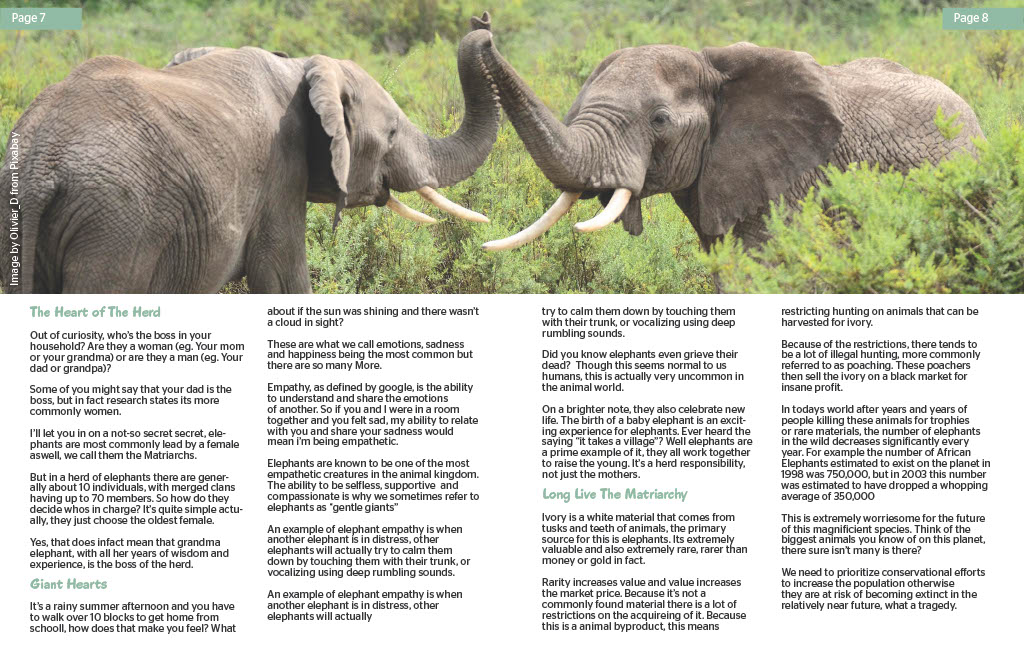 Page 7
Page 8
Image by Olivier_D from Pixabay
The Heart of The Herd
Out of curiosity, who's the boss in your
household? Are they a woman (eg. Your mom
or your grandma) or are they a man (eg. Your
dad or grandpa)?
Some of you might say that your dad is the
boss, but in fact research states its more
commonly women.
I'll let you in on a not-so secret secret, ele-
phants are most commonly lead by a female
aswell, we call them the Matriarchs.
But in a herd of elephants there are gener-
ally about 10 individuals, with merged clans
having up to 70 members. So how do they
decide whos in charge? It's quite simple actu-
ally, they just choose the oldest female.
Yes, that does infact mean that grandma
elephant, with all her years of wisdom and
experience, is the boss of the herd.
Giant Hearts
It's a rainy summer afternoon and you have
to walk over 10 blocks to get home from
schooll, how does that make you feel? What
about if the sun was shining and there wasn't
a cloud in sight?
These are what we call emotions, sadness
and happiness being the most common but
there are so many More.
Empathy, as defined by google, is the ability
to understand and share the emotions
of another. So if you and I were in a room
together and you felt sad, my ability to relate
with you and share your sadness would
mean i'm being empathetic.
Elephants are known to be one of the most
empathetic creatures in the animal kingdom.
The ability to be selfless, supportive  and
compassionate is why we sometimes refer to
elephants as "gentle giants"
An example of elephant empathy is when
another elephant is in distress, other
elephants will actually try to calm them
down by touching them with their trunk, or
vocalizing using deep rumbling sounds.
An example of elephant empathy is when
another elephant is in distress, other
elephants will actually
try to calm them down by touching them
with their trunk, or vocalizing using deep
rumbling sounds.
Did you know elephants even grieve their
dead?  Though this seems normal to us
humans, this is actually very uncommon in
the animal world.
On a brighter note, they also celebrate new
life. The birth of a baby elephant is an excit-
ing experience for elephants. Ever heard the
saying "it takes a village"? Well elephants are
a prime example of it, they all work together
to raise the young. It's a herd responsibility,
not just the mothers.
Long Live The Matriarchy
Ivory is a white material that comes from
tusks and teeth of animals, the primary
source for this is elephants. Its extremely
valuable and also extremely rare, rarer than
money or gold in fact.
Rarity increases value and value increases
the market price. Because it's not a
commonly found material there is a lot of
restrictions on the acquireing of it. Because
this is a animal byproduct, this means
restricting hunting on animals that can be
harvested for ivory.
Because of the restrictions, there tends to
be a lot of illegal hunting, more commonly
referred to as poaching. These poachers
then sell the ivory on a black market for
insane profit.
In todays world after years and years of
people killing these animals for trophies
or rare materials, the number of elephants
in the wild decreases significantly every
year. For example the number of African
Elephants estimated to exist on the planet in
1998 was 750,000, but in 2003 this number
was estimated to have dropped a whopping
average of 350,000
This is extremely worriesome for the future
of this magnificient species. Think of the
biggest animals you know of on this planet,
there sure isn't many is there?
We need to prioritize conservational efforts
to increase the population otherwise
they are at risk of becoming extinct in the
relatively near future, what a tragedy.